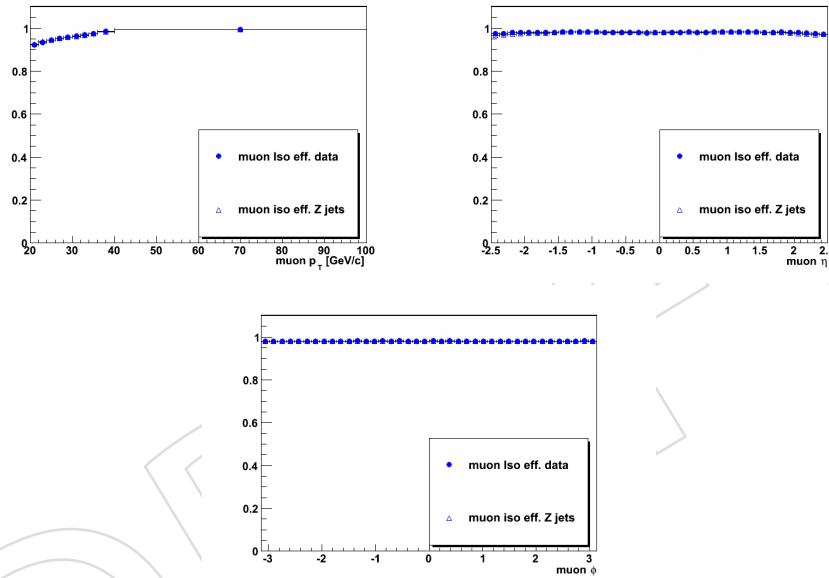 1
0.8
0.6
0.4
0.2
0
20 30 40 50 60 70 80 90 100
muon p_T [GeV/c]
muon Iso eff. data
muon iso eff. Z jets
1
0.8
0.6
0.4
0.2
0
-2.5 -2 -1.5 -1 -0.5 0 0.5 1 1.5 2 2.
muon η
muon Iso eff. data
muon iso eff. Z jets
1
0.8
0.6
0.4
0.2
0
-3 -2 -1 0 1 2 3
muon ϕ
muon Iso eff. data
muon iso eff. Z jets